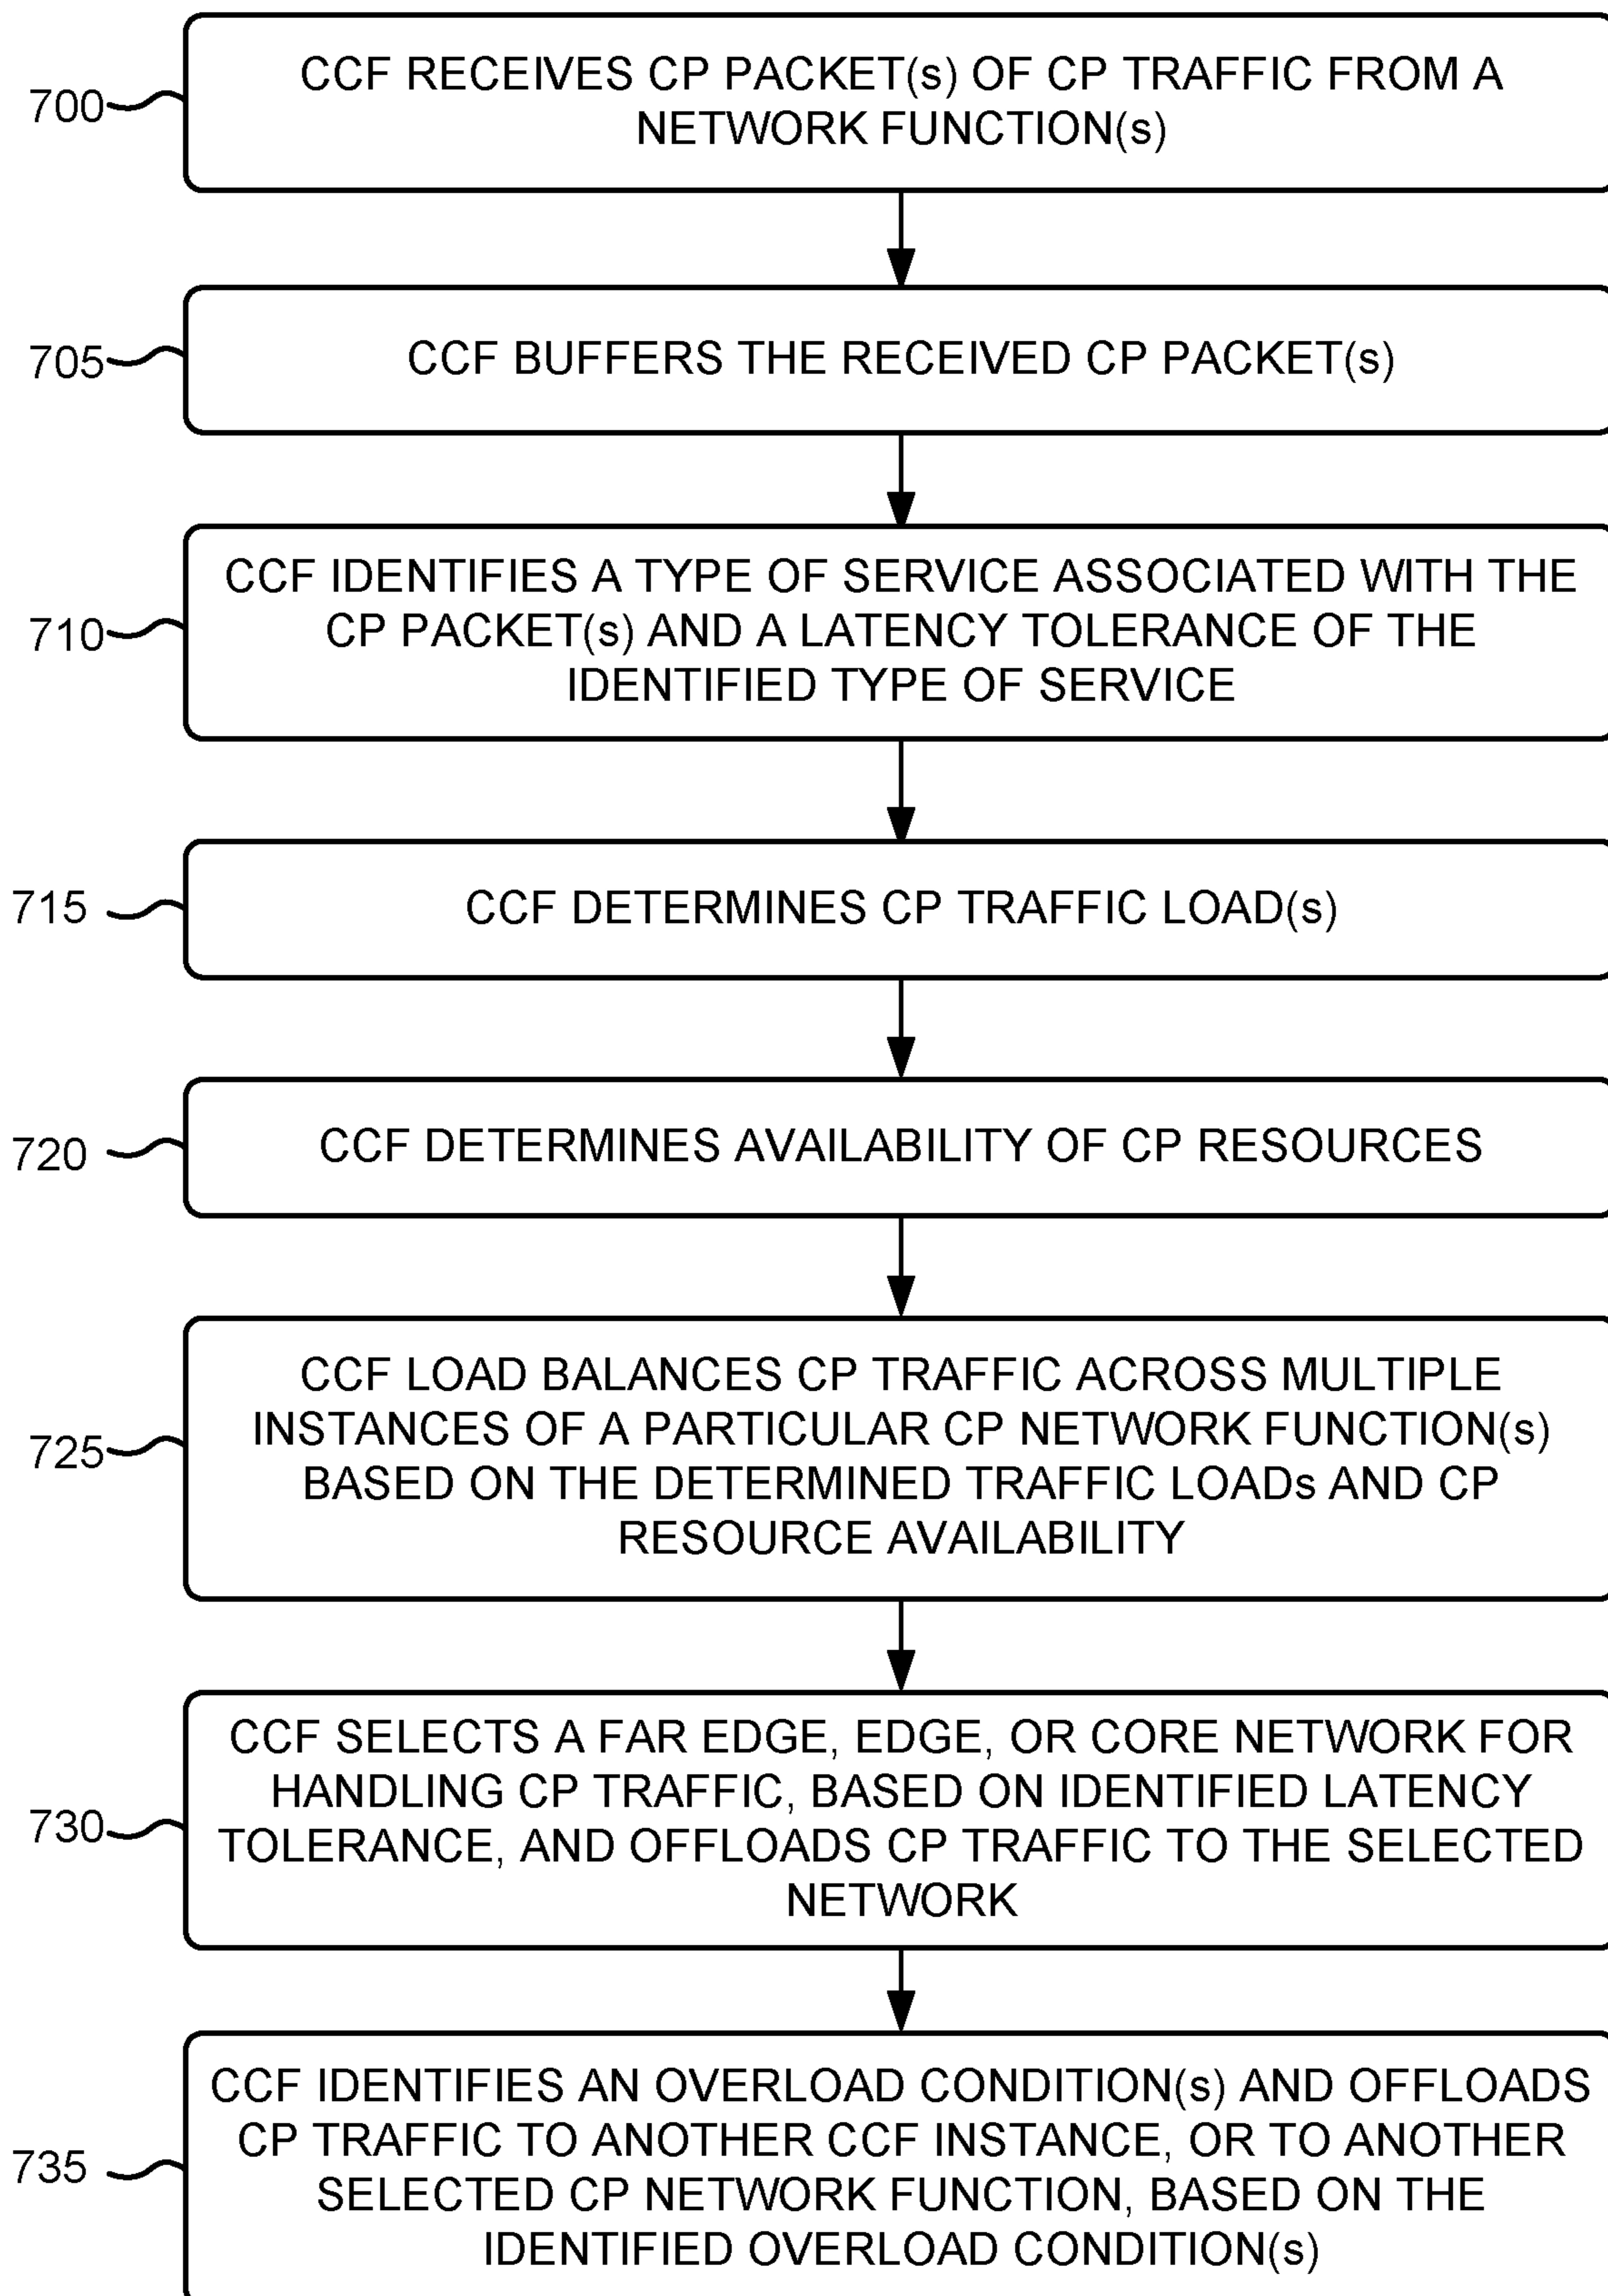 700
CCF RECEIVES CP PACKET(s) OF CP TRAFFIC FROM A
NETWORK FUNCTION(s)
705
CCF BUFFERS THE RECEIVED CP PACKET(s)
710
CCF IDENTIFIES A TYPE OF SERVICE ASSOCIATED WITH THE
CP PACKET(s) AND A LATENCY TOLERANCE OF THE
IDENTIFIED TYPE OF SERVICE
715
CCF DETERMINES CP TRAFFIC LOAD(s)
720
CCF DETERMINES AVAILABILITY OF CP RESOURCES
725
CCF LOAD BALANCES CP TRAFFIC ACROSS MULTIPLE
INSTANCES OF A PARTICULAR CP NETWORK FUNCTION(s)
BASED ON THE DETERMINED TRAFFIC LOADs AND CP
RESOURCE AVAILABILITY
730
CCF SELECTS A FAR EDGE, EDGE, OR CORE NETWORK FOR
HANDLING CP TRAFFIC, BASED ON IDENTIFIED LATENCY
TOLERANCE, AND OFFLOADS CP TRAFFIC TO THE SELECTED
NETWORK
735
CCF IDENTIFIES AN OVERLOAD CONDITION(s) AND OFFLOADS
CP TRAFFIC TO ANOTHER CCF INSTANCE, OR TO ANOTHER
SELECTED CP NETWORK FUNCTION, BASED ON THE
IDENTIFIED OVERLOAD CONDITION(s)